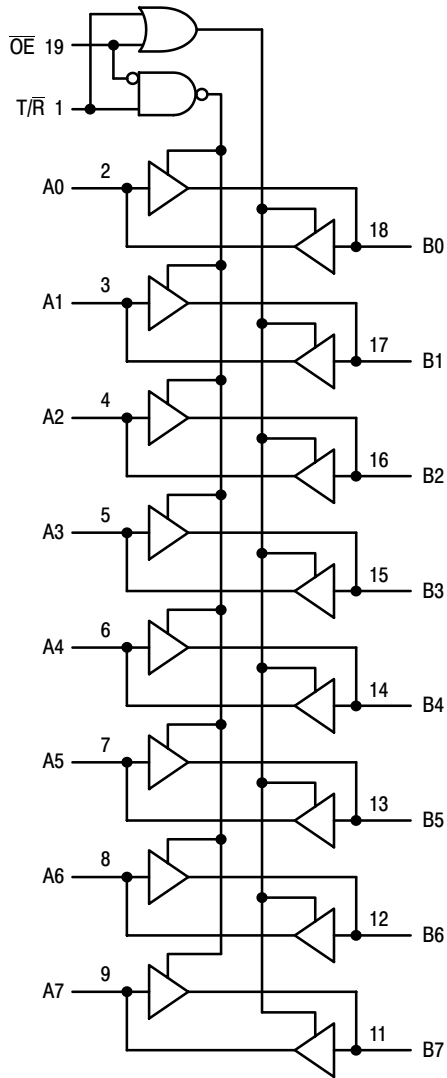 O̅E̅ 19
T/R̅ 1
A0 2
18 B0
A1 3
17 B1
A2 4
16 B2
A3 5
15 B3
A4 6
14 B4
A5 7
13 B5
A6 8
12 B6
A7 9
11 B7